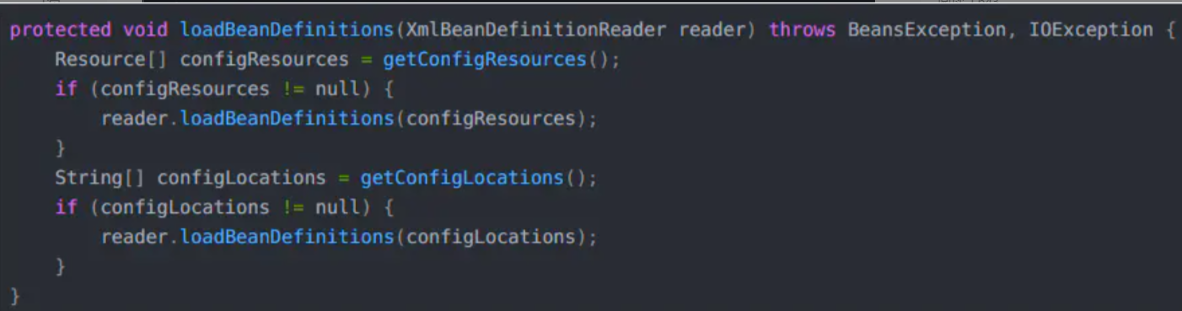 protected void loadBeanDefinitions(XmlBeanDefinitionReader reader) throws BeansException, IOException {
    Resource[] configResources = getConfigResources();
    if (configResources != null) {
        reader.loadBeanDefinitions(configResources);
    }
    String[] configLocations = getConfigLocations();
    if (configLocations != null) {
        reader.loadBeanDefinitions(configLocations);
    }
}